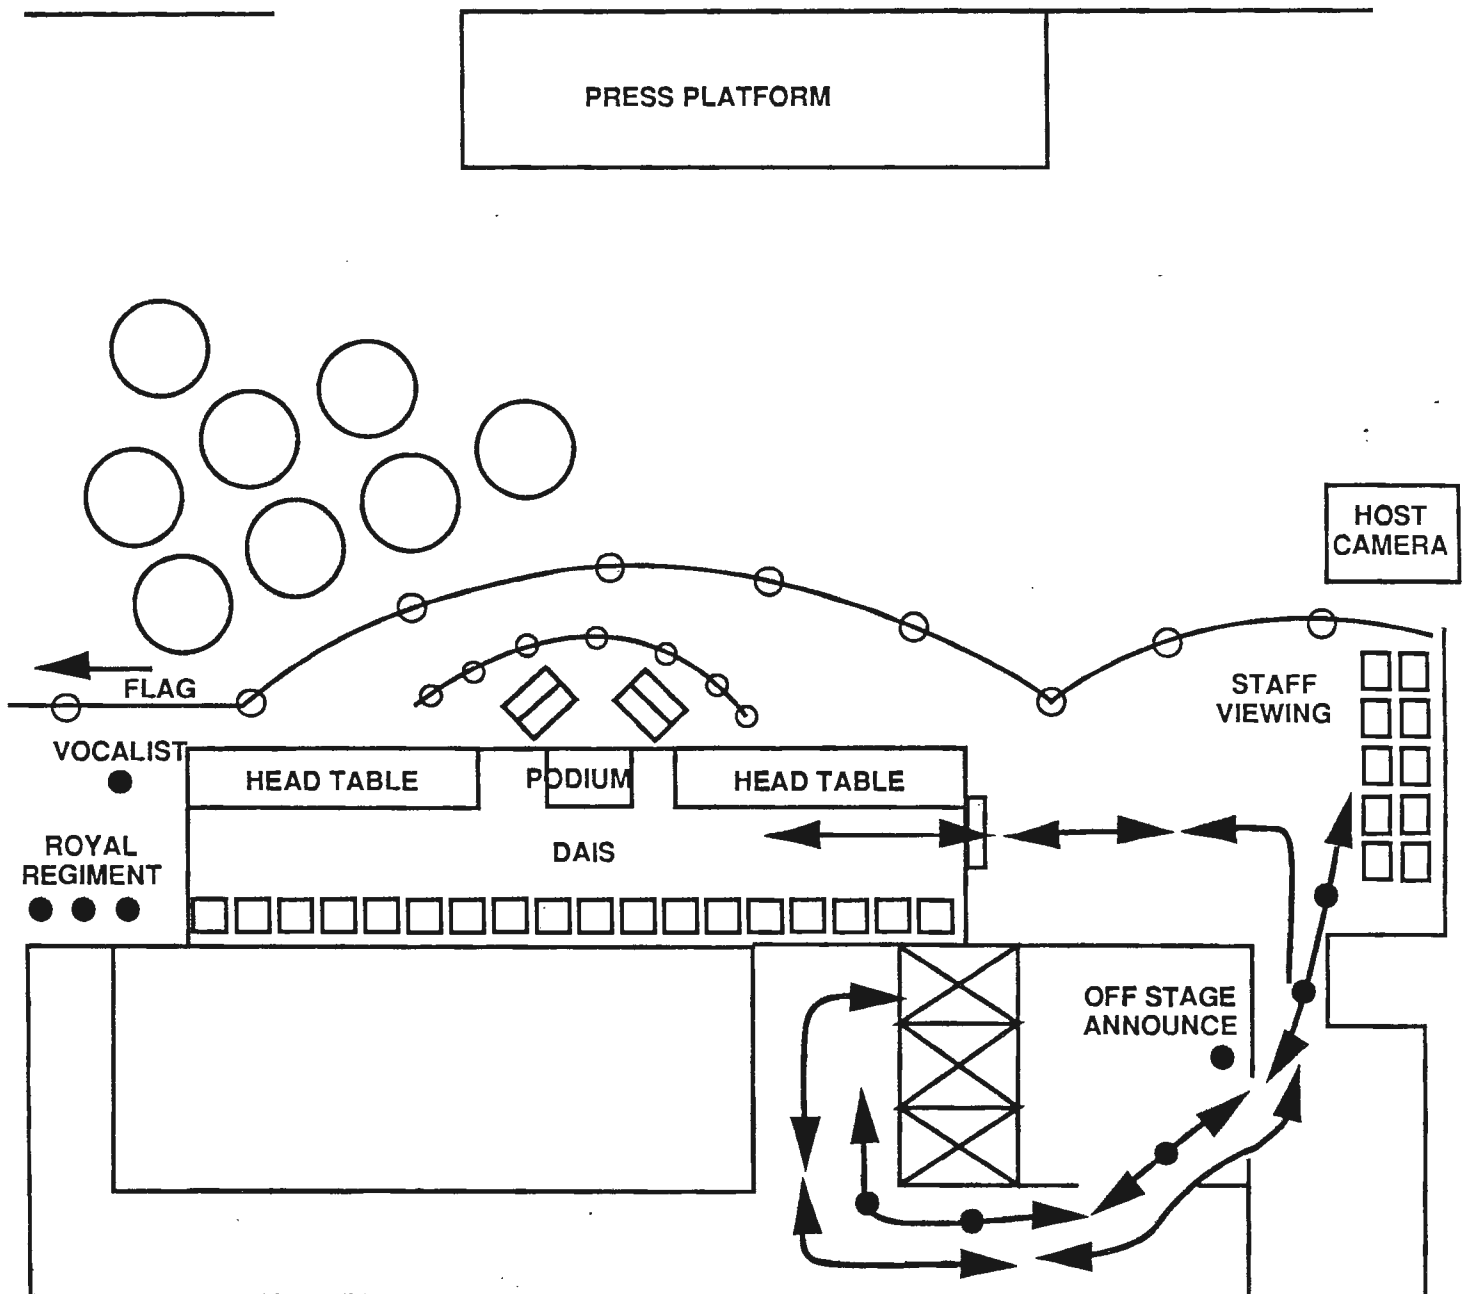 PRESS PLATFORM
HOST
CAMERA
FLAG
STAFF
VIEWING
VOCALIST
HEAD TABLE
PODIUM
HEAD TABLE
ROYAL
REGIMENT
DAIS
OFF STAGE
ANNOUNCE